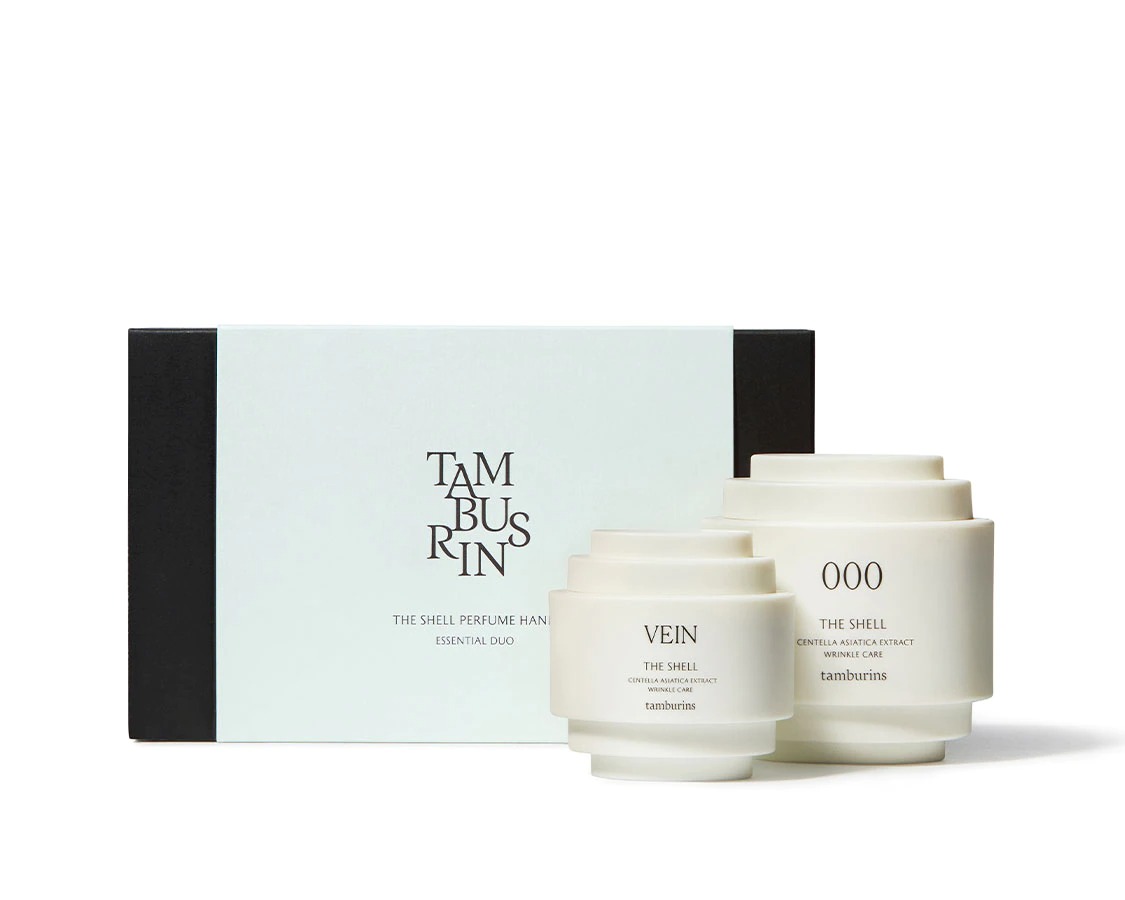 TAM
BUS
RIN
THE SHELL PERFUME
ESSENTIAL DUO
VEIN
THE SHELL
CENTELLA ASIATICA EXTRACT
WRINKLE CARE
tamburins
000
THE SHELL
CENTELLA ASIATICA EXTRACT
WRINKLE CARE
tamburins